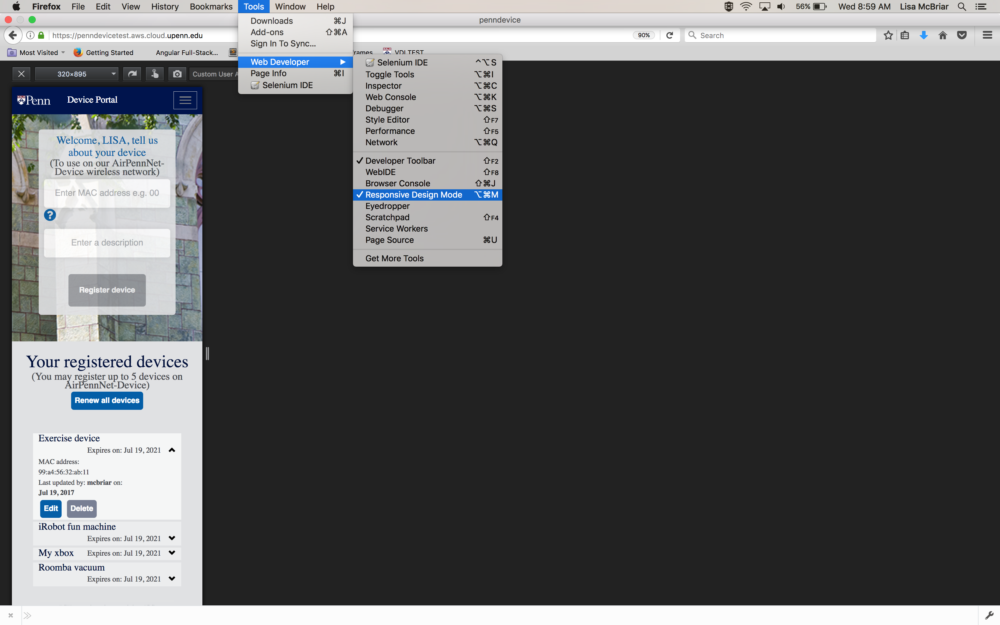 Firefox File Edit View History Bookmarks Tools Window Help 56% Wed 8:59 AM Lisa McBriar
penndevice
https://penndevicetest.aws.cloud.upenn.edu 90% Search
Most Visited Getting Started Angular Full-Stack... S frames VDI TEST
Downloads ⌘J
Add-ons ⇧⌘A
Sign In To Sync...
Web Developer ▶
Page Info ⌘I
Selenium IDE
Selenium IDE ^⌥S
Toggle Tools ⌥⌘I
Inspector ⌥⌘C
Web Console ⌥⌘K
Debugger ⌥⌘S
Style Editor ⇧F7
Performance ⇧F5
Network ⌥⌘Q
✓ Developer Toolbar ⇧F2
WebIDE ⇧F8
Browser Console ⇧⌘J
✓ Responsive Design Mode ⌥⌘M
Eyedropper
Scratchpad ⇧F4
Service Workers
Page Source ⌘U
Get More Tools
320×895 Custom User A
Penn Device Portal
Welcome, LISA, tell us
about your device
(To use on our AirPennNet-
Device wireless network)
Enter MAC address e.g. 00
?
Enter a description
Register device
Your registered devices
(You may register up to 5 devices on
AirPennNet-Device)
Renew all devices
Exercise device
Expires on: Jul 19, 2021
MAC address:
99:a4:56:32:ab:11
Last updated by: mcbriar on:
Jul 19, 2017
Edit Delete
iRobot fun machine
Expires on: Jul 19, 2021
My xbox Expires on: Jul 19, 2021
Roomba vacuum
Expires on: Jul 19, 2021